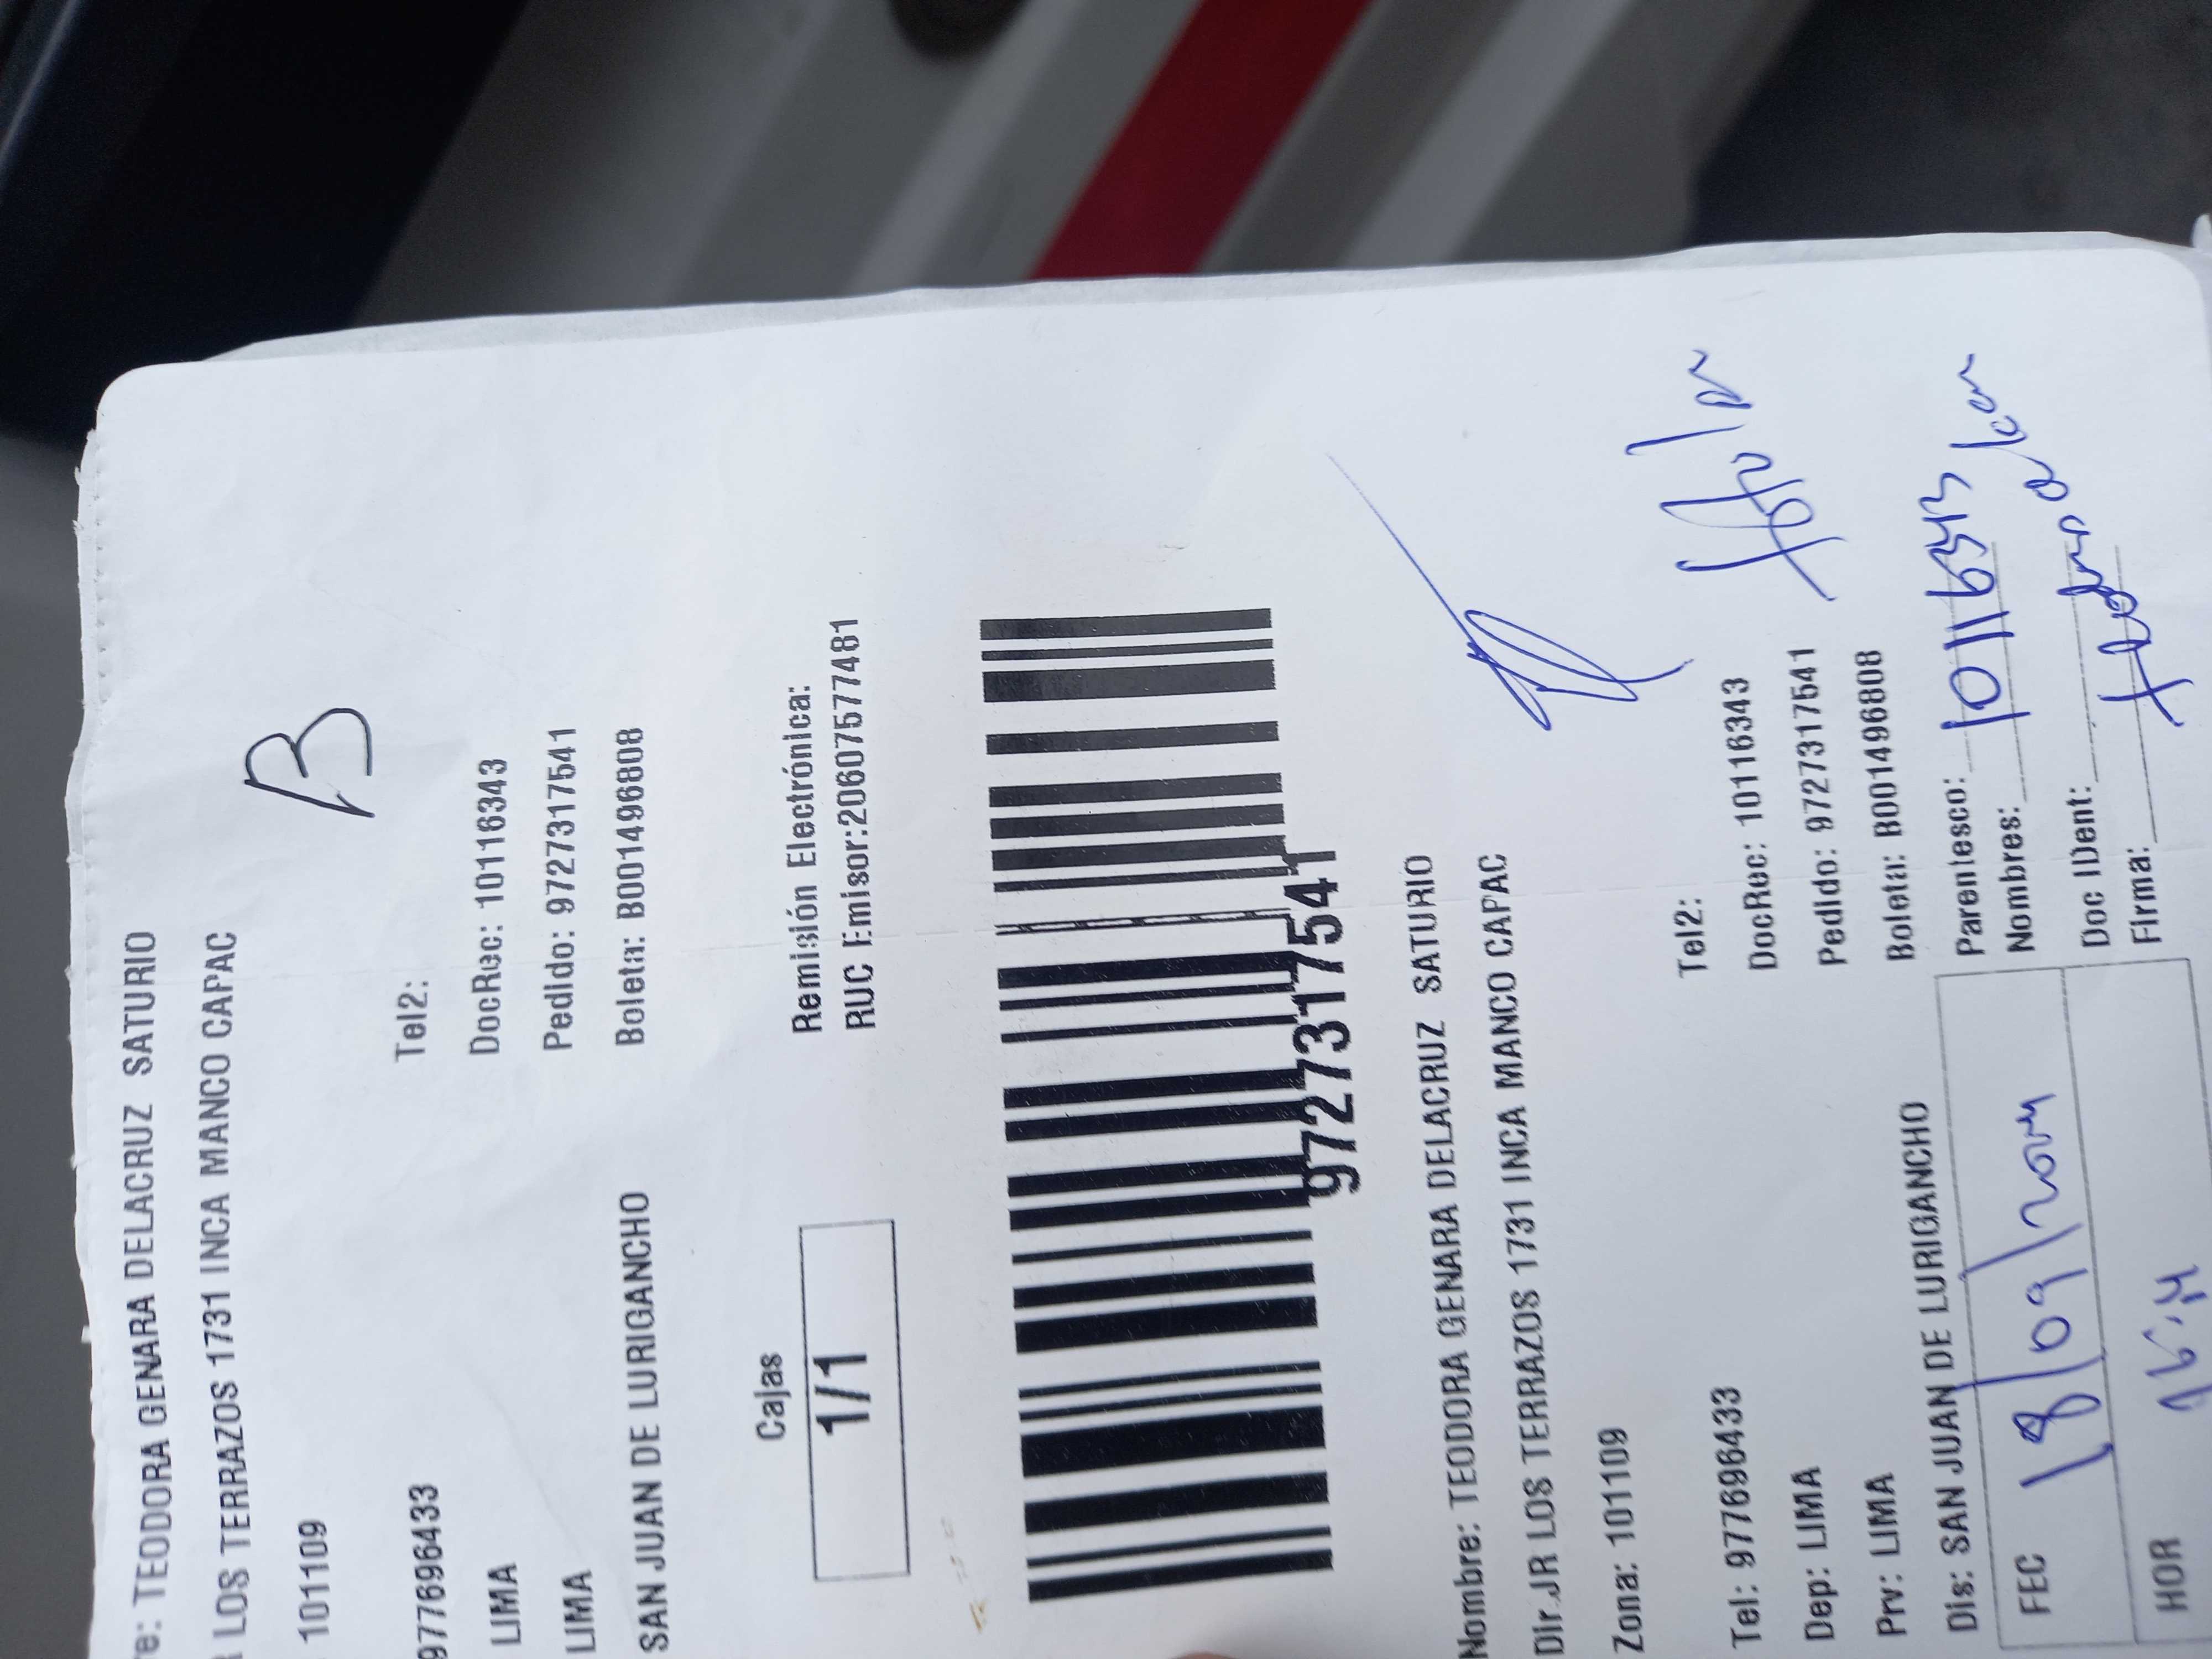 re: TEODORA GENARA DELACRUZ SATURIO
R LOS TERRAZOS 1731 INCA MANCO CAPAC
B
101109
977696433
Tel2:
LIMA
DocRec: 10116343
LIMA
Pedido: 9727317541
SAN JUAN DE LURIGANCHO
Boleta: B001496808
Cajas
1/1
Remisión Electrónica:
RUC Emisor:20607577481
9727317541
Nombre: TEODORA GENARA DELACRUZ SATURIO
Dir.JR LOS TERRAZOS 1731 INCA MANCO CAPAC
Zona: 101109
Tel: 977696433
Tel2:
Dep: LIMA
DocRec: 10116343
Prv: LIMA
Pedido: 9727317541
Dis: SAN JUAN DE LURIGANCHO
Boleta: B001496808
FEC 18/09/2024
Parentesco: 10116343
Nombres:
HOR 16:14
Doc IDent:
Firma: